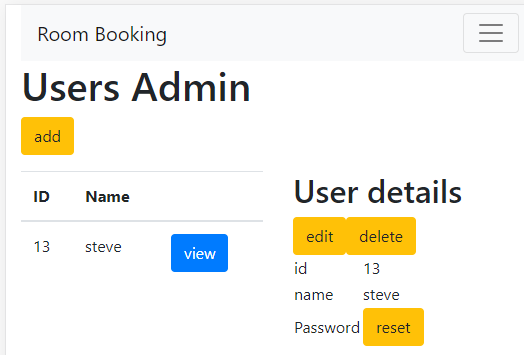 Room Booking
Users Admin
add
ID Name
13 steve view
User details
edit delete
id 13
name steve
Password reset